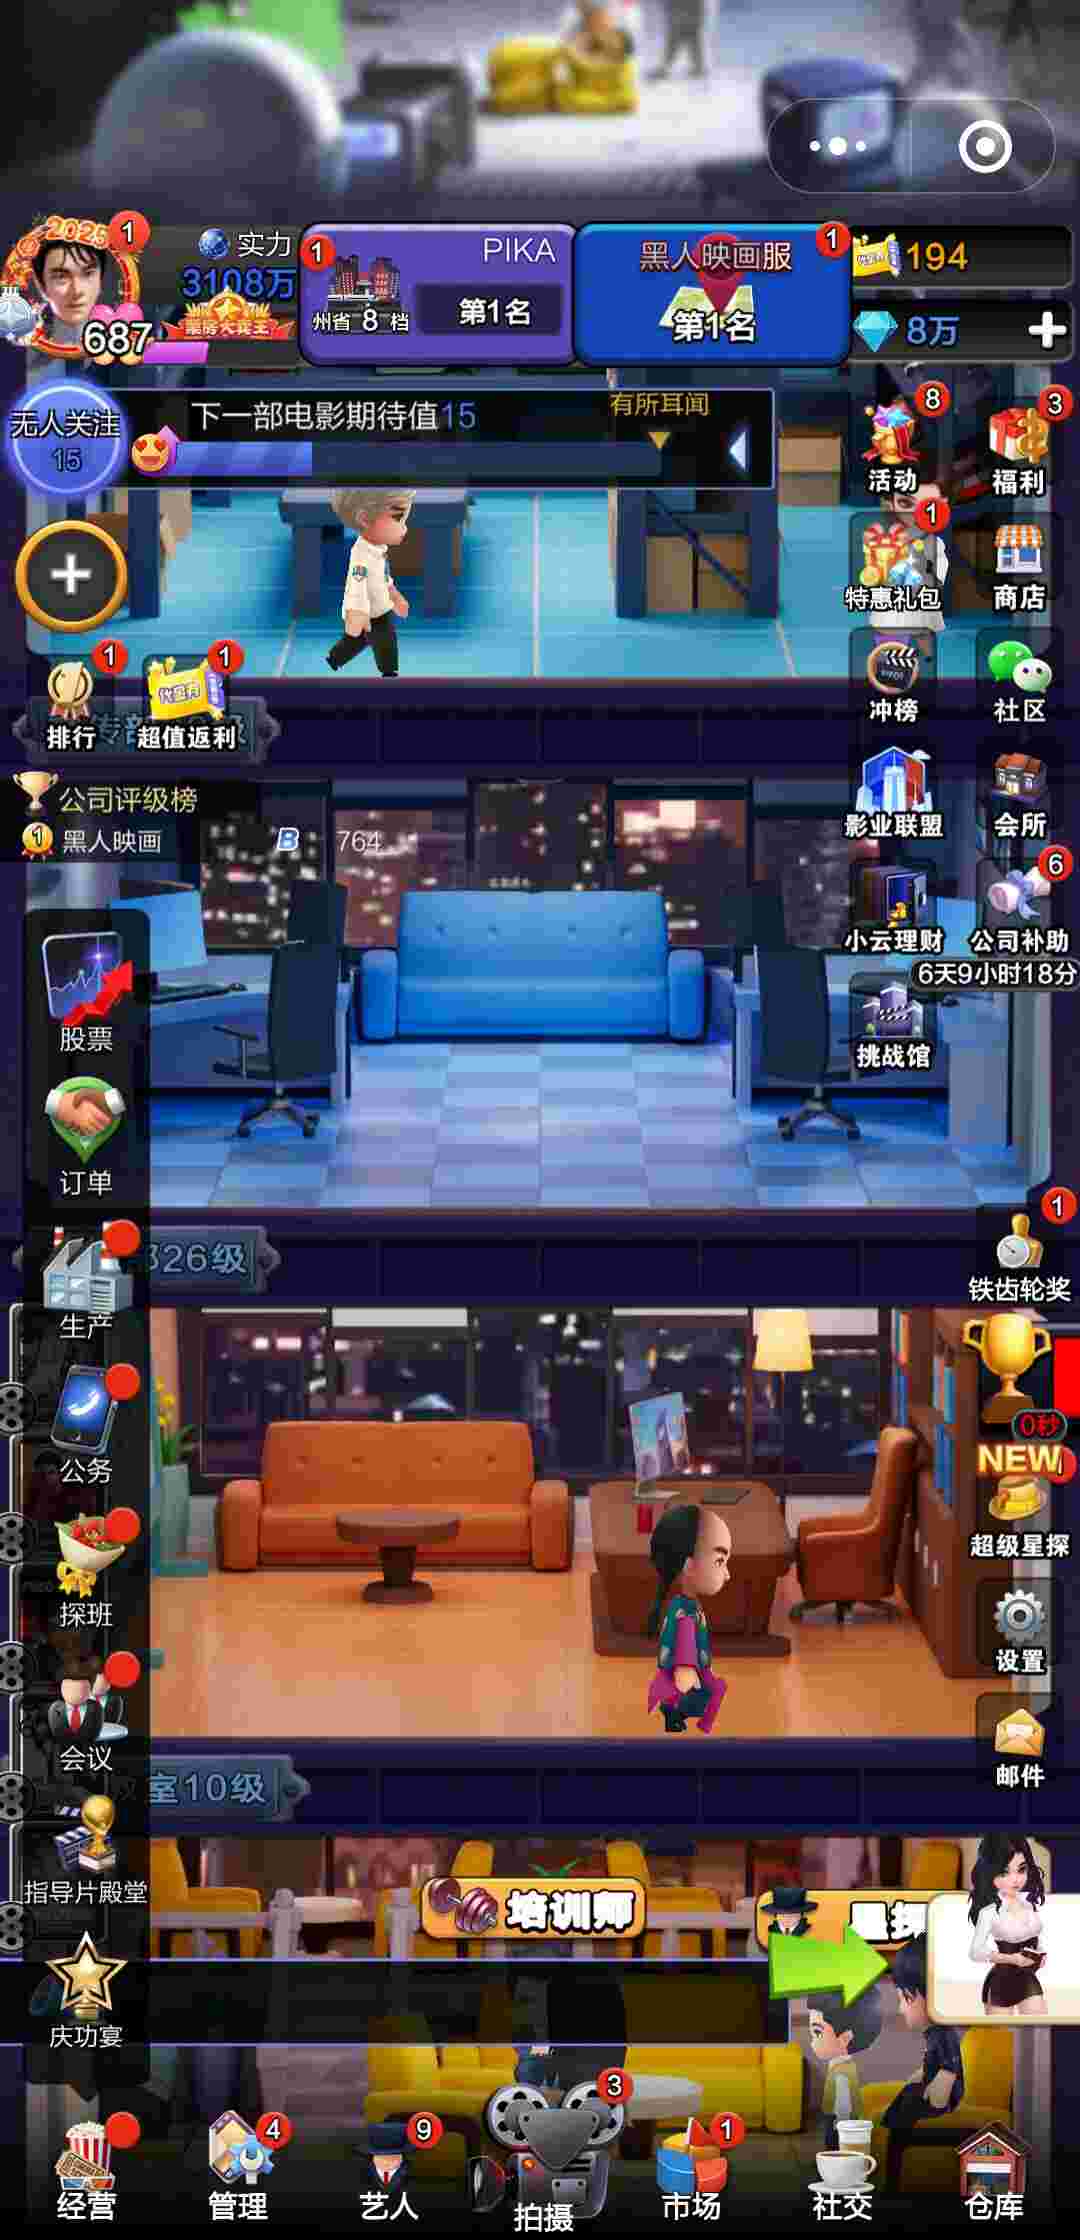 2025
1
687
实力
3108万
1
PIKA
州省 8 档
第1名
黑人映画服
1
第1名
代金券
194
8万
无人关注
15
下一部电影期待值15
有所耳闻
8
活动
3
福利
1
特惠礼包
商店
冲榜
社区
1
排行
1
代金券
超值返利
影业联盟
会所
公司评级榜
1
黑人映画
B
764
小云理财
6
公司补助
6天9小时18分
挑战馆
股票
订单
26级
生产
1
铁齿轮奖
公务
0秒
NEW
超级星探
探班
设置
会议
邮件
室10级
指导片殿堂
培训师
庆功宴
经营
4
管理
9
艺人
3
拍摄
1
市场
社交
仓库